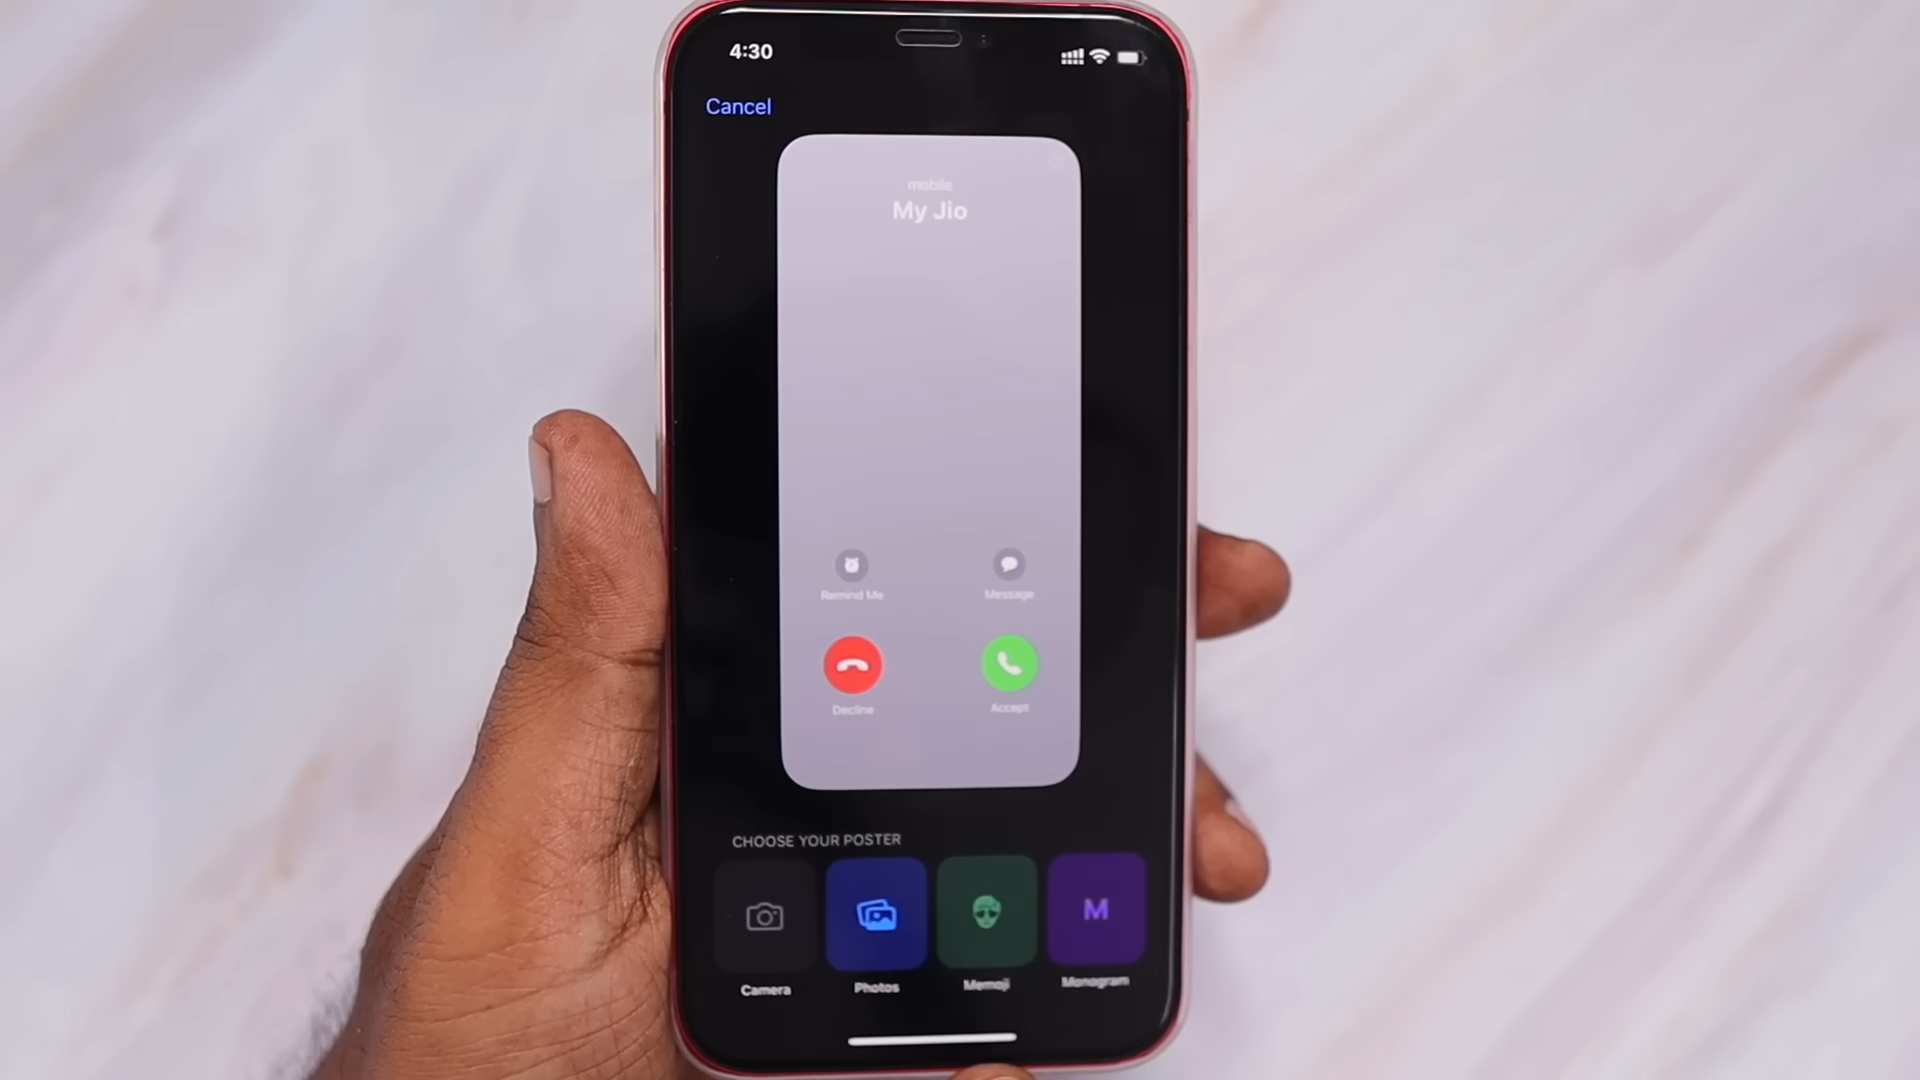 4:30
Cancel
mobile
My Jio
Remind Me
Message
Decline
Accept
CHOOSE YOUR POSTER
M
Camera
Photos
Memoji
Monogram